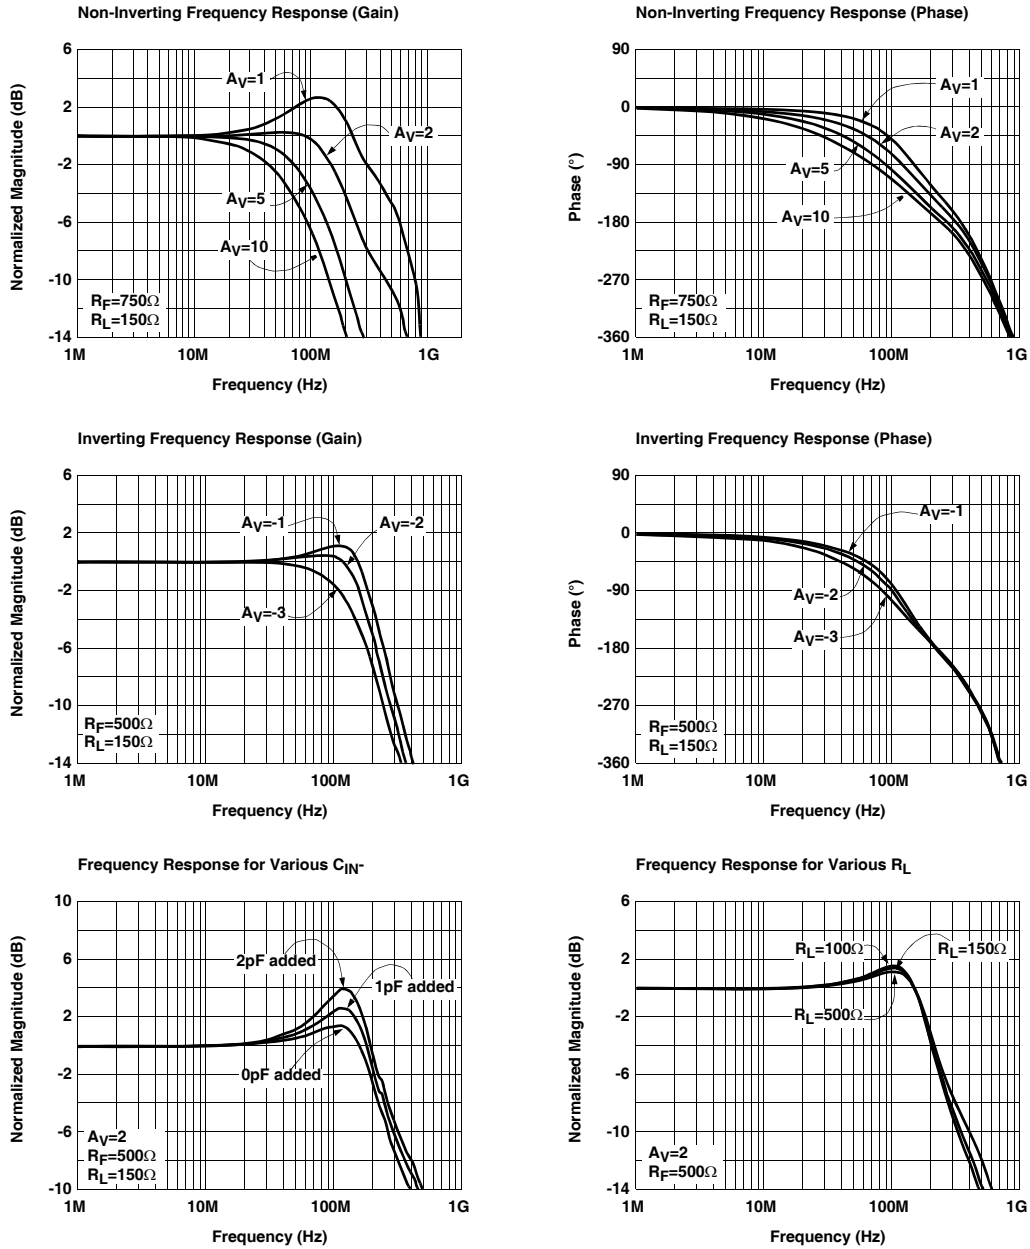 Non-Inverting Frequency Response (Gain)
Normalized Magnitude (dB)
6
2
-2
-6
-10
-14
AV=1
AV=2
AV=5
AV=10
RF=750Ω
RL=150Ω
1M
10M
100M
1G
Frequency (Hz)
Non-Inverting Frequency Response (Phase)
Phase (°)
90
0
-90
-180
-270
-360
AV=1
AV=2
AV=5
AV=10
RF=750Ω
RL=150Ω
1M
10M
100M
1G
Frequency (Hz)
Inverting Frequency Response (Gain)
Normalized Magnitude (dB)
6
2
-2
-6
-10
-14
AV=-1
AV=-2
AV=-3
RF=500Ω
RL=150Ω
1M
10M
100M
1G
Frequency (Hz)
Inverting Frequency Response (Phase)
Phase (°)
90
0
-90
-180
-270
-360
AV=-1
AV=-2
AV=-3
RF=500Ω
RL=150Ω
1M
10M
100M
1G
Frequency (Hz)
Frequency Response for Various CIN-
Normalized Magnitude (dB)
10
6
2
-2
-6
-10
2pF added
1pF added
0pF added
AV=2
RF=500Ω
RL=150Ω
1M
10M
100M
1G
Frequency (Hz)
Frequency Response for Various RL
Normalized Magnitude (dB)
6
2
-2
-6
-10
-14
RL=100Ω
RL=150Ω
RL=500Ω
AV=2
RF=500Ω
1M
10M
100M
1G
Frequency (Hz)